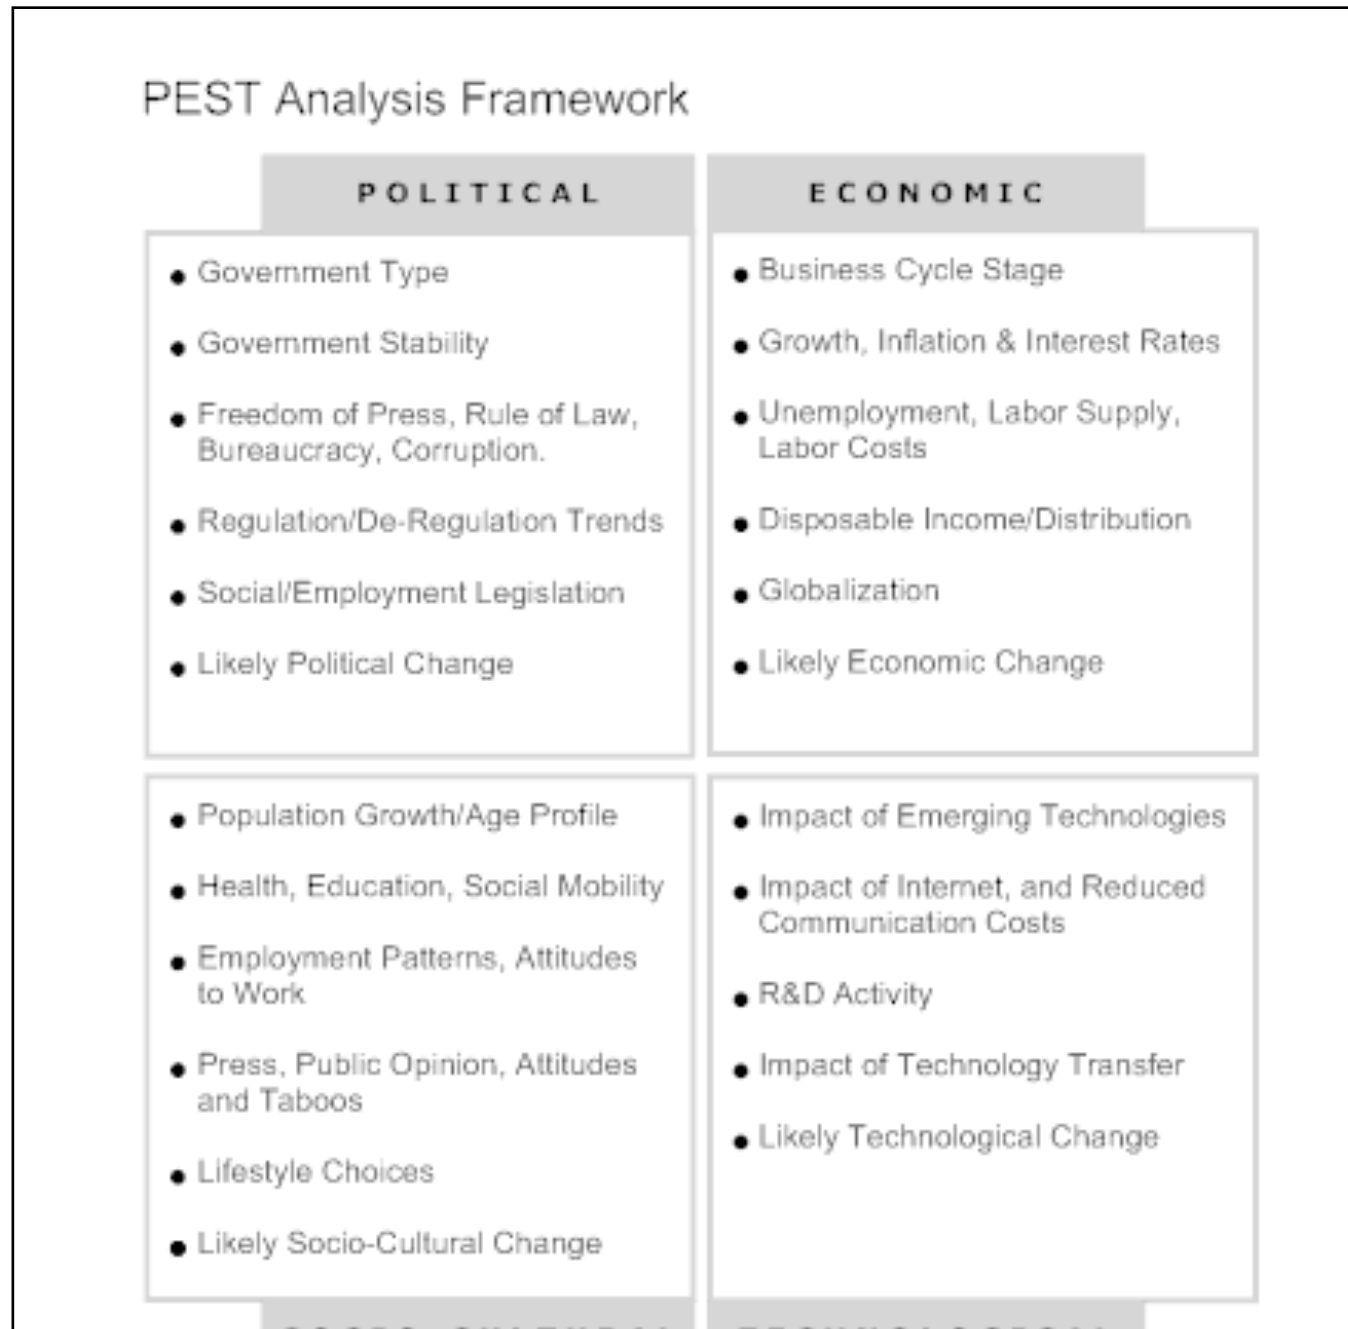 PEST Analysis Framework
POLITICAL
Government Type
Government Stability
Freedom of Press, Rule of Law,
Bureaucracy, Corruption.
Regulation/De-Regulation Trends
Social/Employment Legislation
Likely Political Change
ECONOMIC
Business Cycle Stage
Growth, Inflation & Interest Rates
Unemployment, Labor Supply,
Labor Costs
Disposable Income/Distribution
Globalization
Likely Economic Change
Population Growth/Age Profile
Health, Education, Social Mobility
Employment Patterns, Attitudes
to Work
Press, Public Opinion, Attitudes
and Taboos
Lifestyle Choices
Likely Socio-Cultural Change
Impact of Emerging Technologies
Impact of Internet, and Reduced
Communication Costs
R&D Activity
Impact of Technology Transfer
Likely Technological Change